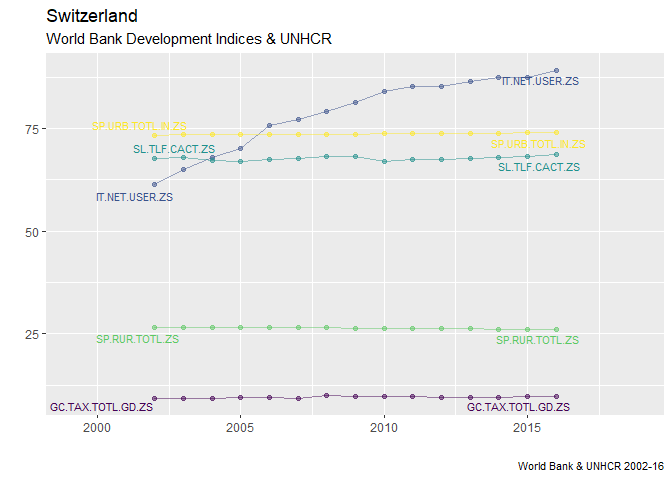 Switzerland
World Bank Development Indices & UNHCR
IT.NET.USER.ZS
75
SP.URB.TOTL.IN.ZS
SP.URB.TOTL.IN.ZS
SL.TLF.CACT.ZS
SL.TLF.CACT.ZS
IT.NET.USER.ZS
50
25
SP.RUR.TOTL.ZS
SP.RUR.TOTL.ZS
GC.TAX.TOTL.GD.ZS
GC.TAX.TOTL.GD.ZS
2000 2005 2010 2015
World Bank & UNHCR 2002-16